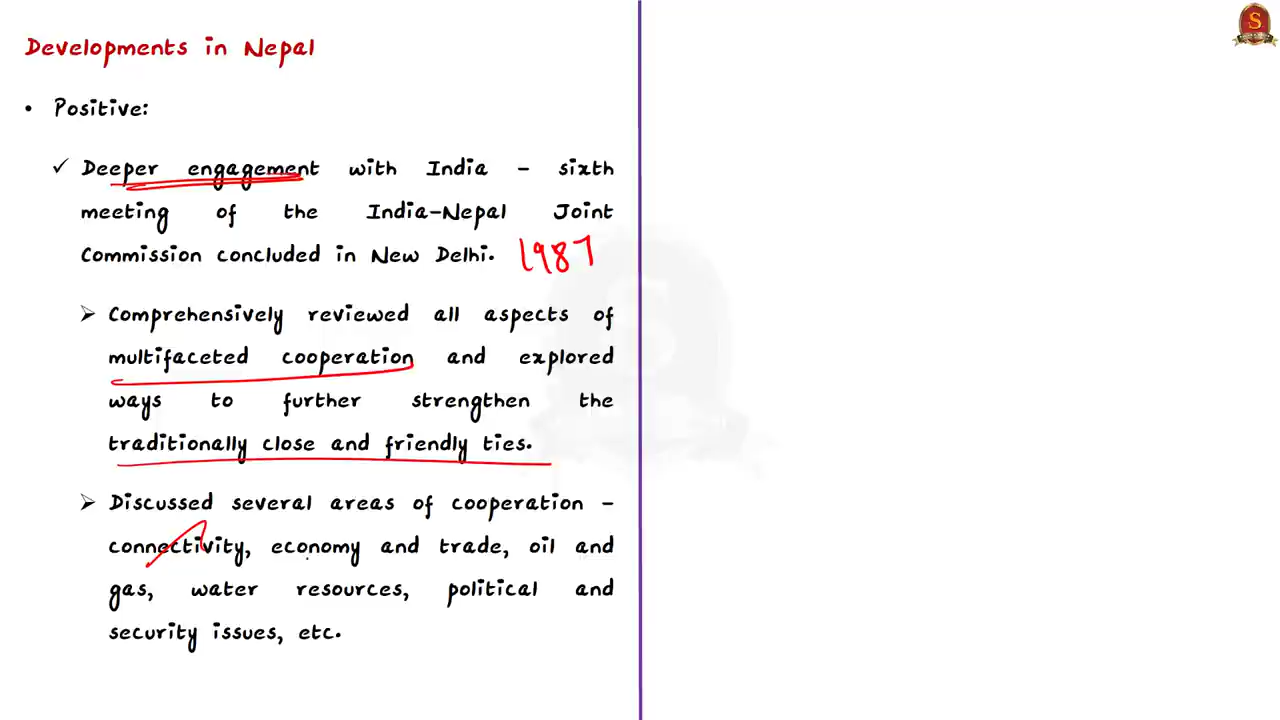 Developments in Nepal
• Positive:
✓ Deeper engagement with India – sixth
meeting of the India-Nepal Joint
Commission concluded in New Delhi. 1987
➢ Comprehensively reviewed all aspects of
multifaceted cooperation and explored
ways to further strengthen the
traditionally close and friendly ties.
➢ Discussed several areas of cooperation –
connectivity, economy and trade, oil and
gas, water resources, political and
security issues, etc.
S
S